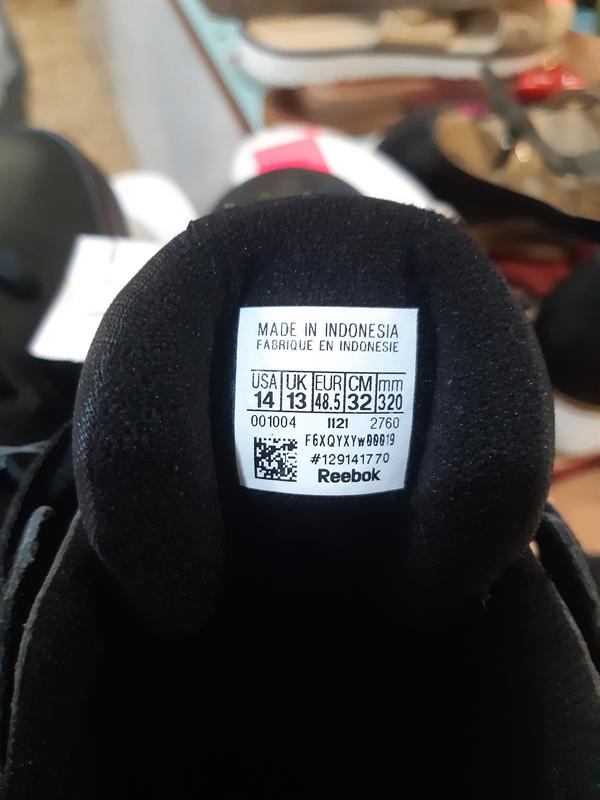 MADE IN INDONESIA
FABRIQUE EN INDONESIE
USA UK EUR CM mm
14 13 48.5 32 320
001004 1121 2760
F6XQYXYw00019
#129141770
Reebok